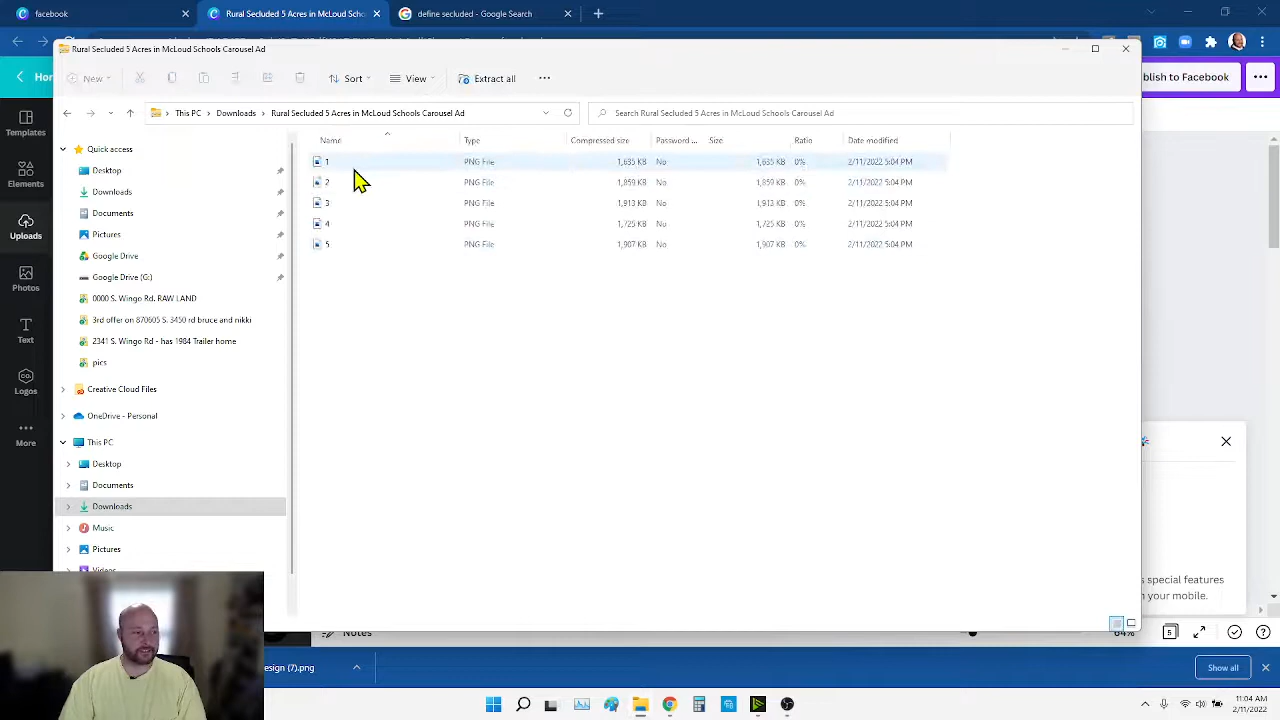 facebook
Rural Secluded 5 Acres in McLoud Scho
define secluded - Google Search
Rural Secluded 5 Acres in McLoud Schools Carousel Ad
Hor
blish to Facebook
New
Sort
View
Extract all
This PC > Downloads > Rural Secluded 5 Acres in McLoud Schools Carousel Ad
Search Rural Secluded 5 Acres in McLoud Schools Carousel Ad
Name Type Compressed size Password ... Size Ratio Date modified
1 PNG File 1,635 KB No 1,635 KB 0% 2/11/2022 5:04 PM
2 PNG File 1,859 KB No 1,859 KB 0% 2/11/2022 5:04 PM
3 PNG File 1,913 KB No 1,913 KB 0% 2/11/2022 5:04 PM
4 PNG File 1,725 KB No 1,725 KB 0% 2/11/2022 5:04 PM
5 PNG File 1,907 KB No 1,907 KB 0% 2/11/2022 5:04 PM
Templates
Elements
Uploads
Photos
Text
Logos
More
Quick access
Desktop
Downloads
Documents
Pictures
Google Drive
Google Drive (G:)
0000 S. Wingo Rd. RAW LAND
3rd offer on 870605 S. 3450 rd bruce and nikki
2341 S. Wingo Rd - has 1984 Trailer home
pics
Creative Cloud Files
OneDrive - Personal
This PC
Desktop
Documents
Downloads
Music
Pictures
Videos
s special features
n your mobile.
Notes
64%
5
esign (7).png
Show all
11:04 AM
2/11/2022